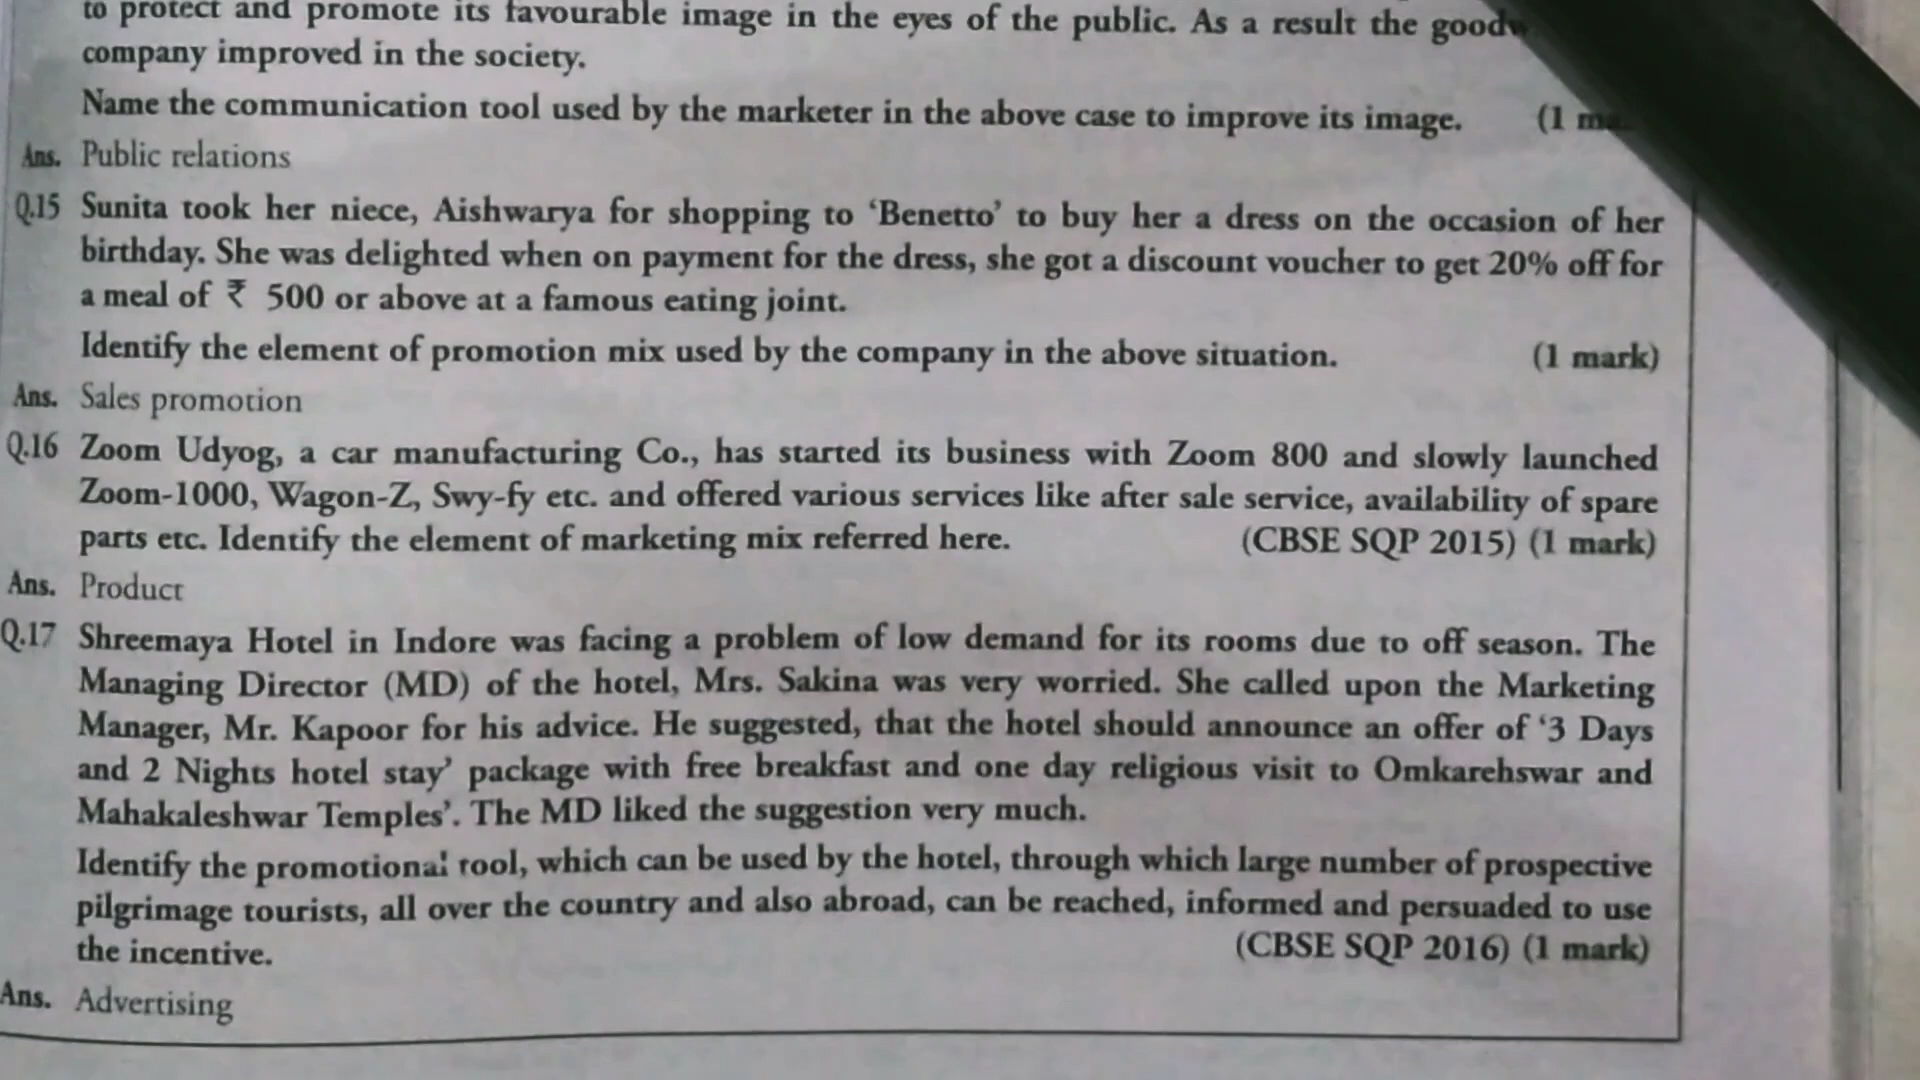 to protect and promote its favourable image in the eyes of the public. As a result the
company improved in the society.
Name the communication tool used by the marketer in the above case to improve its image. (1
Ans. Public relations
Q.15 Sunita took her niece, Aishwarya for shopping to ‘Benetto’ to buy her a dress on the occasion of her
birthday. She was delighted when on payment for the dress, she got a discount voucher to get 20% off for
a meal of ₹ 500 or above at a famous eating joint.
Identify the element of promotion mix used by the company in the above situation. (1 mark)
Ans. Sales promotion
Q.16 Zoom Udyog, a car manufacturing Co., has started its business with Zoom 800 and slowly launched
Zoom-1000, Wagon-Z, Swy-fy etc. and offered various services like after sale service, availability of spare
parts etc. Identify the element of marketing mix referred here. (CBSE SQP 2015) (1 mark)
Ans. Product
Q.17 Shreemaya Hotel in Indore was facing a problem of low demand for its rooms due to off season. The
Managing Director (MD) of the hotel, Mrs. Sakina was very worried. She called upon the Marketing
Manager, Mr. Kapoor for his advice. He suggested, that the hotel should announce an offer of ‘3 Days
and 2 Nights hotel stay’ package with free breakfast and one day religious visit to Omkarehswar and
Mahakaleshwar Temples’. The MD liked the suggestion very much.
Identify the promotional tool, which can be used by the hotel, through which large number of prospective
pilgrimage tourists, all over the country and also abroad, can be reached, informed and persuaded to use
the incentive. (CBSE SQP 2016) (1 mark)
Ans. Advertising